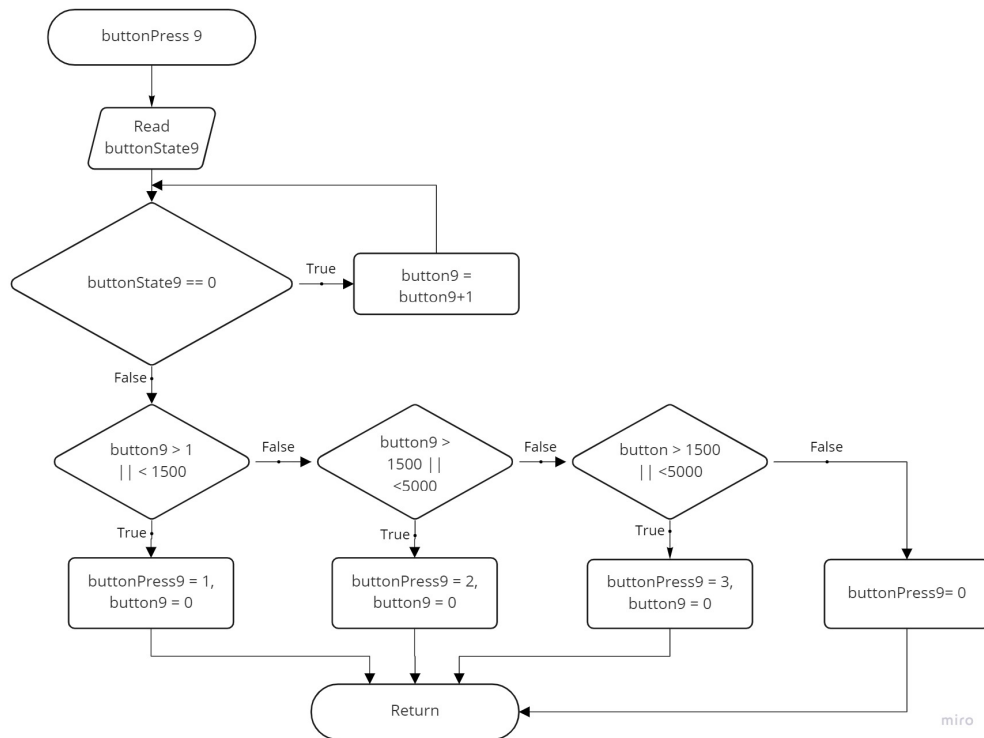 buttonPress 9
Read
buttonState9
buttonState9 == 0
True
button9 =
button9+1
False
button9 > 1
|| < 1500
False
button9 >
1500 ||
<5000
False
button > 1500
|| <5000
False
True
True
True
buttonPress9 = 1,
button9 = 0
buttonPress9 = 2,
button9 = 0
buttonPress9 = 3,
button9 = 0
buttonPress9= 0
Return
miro